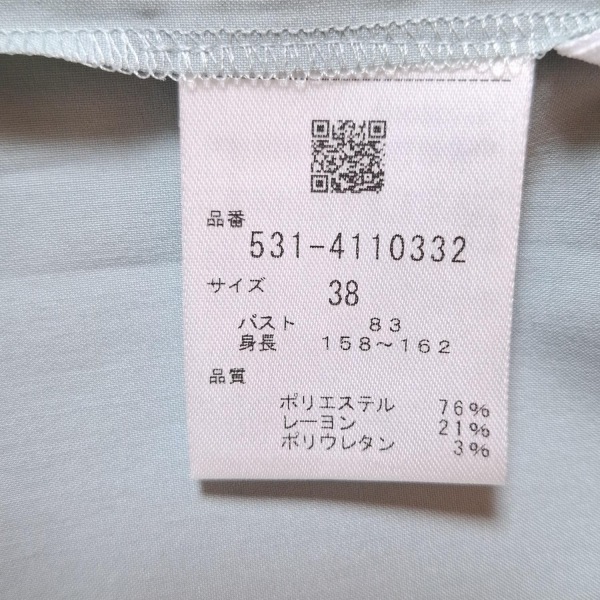 品番
531-4110332
サイズ 38
バスト 83
身長 158～162
品質
ポリエステル 76%
レーヨン 21%
ポリウレタン 3%